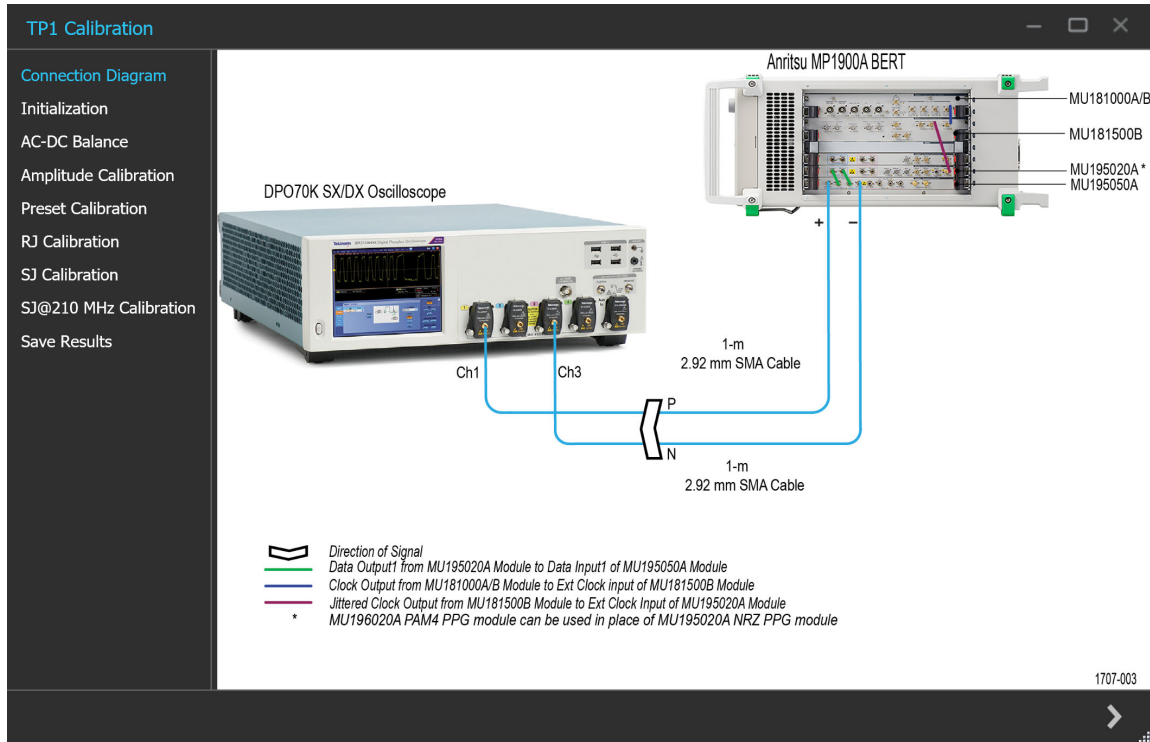 TP1 Calibration
Connection Diagram
Initialization
AC-DC Balance
Amplitude Calibration
Preset Calibration
RJ Calibration
SJ Calibration
SJ@210 MHz Calibration
Save Results
Anritsu MP1900A BERT
MU181000A/B
MU181500B
MU195020A *
MU195050A
+ −
DPO70K SX/DX Oscilloscope
Tektronix
Ch1
Ch3
1-m
2.92 mm SMA Cable
P
N
1-m
2.92 mm SMA Cable
Direction of Signal
Data Output1 from MU195020A Module to Data Input1 of MU195050A Module
Clock Output from MU181000A/B Module to Ext Clock input of MU181500B Module
Jittered Clock Output from MU181500B Module to Ext Clock Input of MU195020A Module
* MU196020A PAM4 PPG module can be used in place of MU195020A NRZ PPG module
1707-003